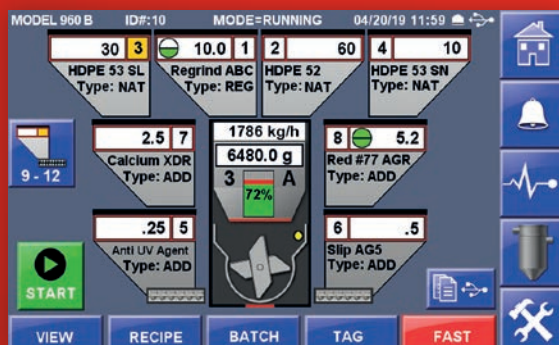 MODEL 960 B ID#:10 MODE=RUNNING 04/20/19 11:59
30 3
10.0 1
2 60
4 10
HDPE 53 SL
Type: NAT
Regrind ABC
Type: REG
HDPE 52
Type: NAT
HDPE 53 SN
Type: NAT
9 - 12
2.5 7
Calcium XDR
Type: ADD
1786 kg/h
6480.0 g
3 A
72%
8 5.2
Red #77 AGR
Type: ADD
.25 5
Anti UV Agent
Type: ADD
6 .5
Slip AG5
Type: ADD
START
VIEW RECIPE BATCH TAG FAST